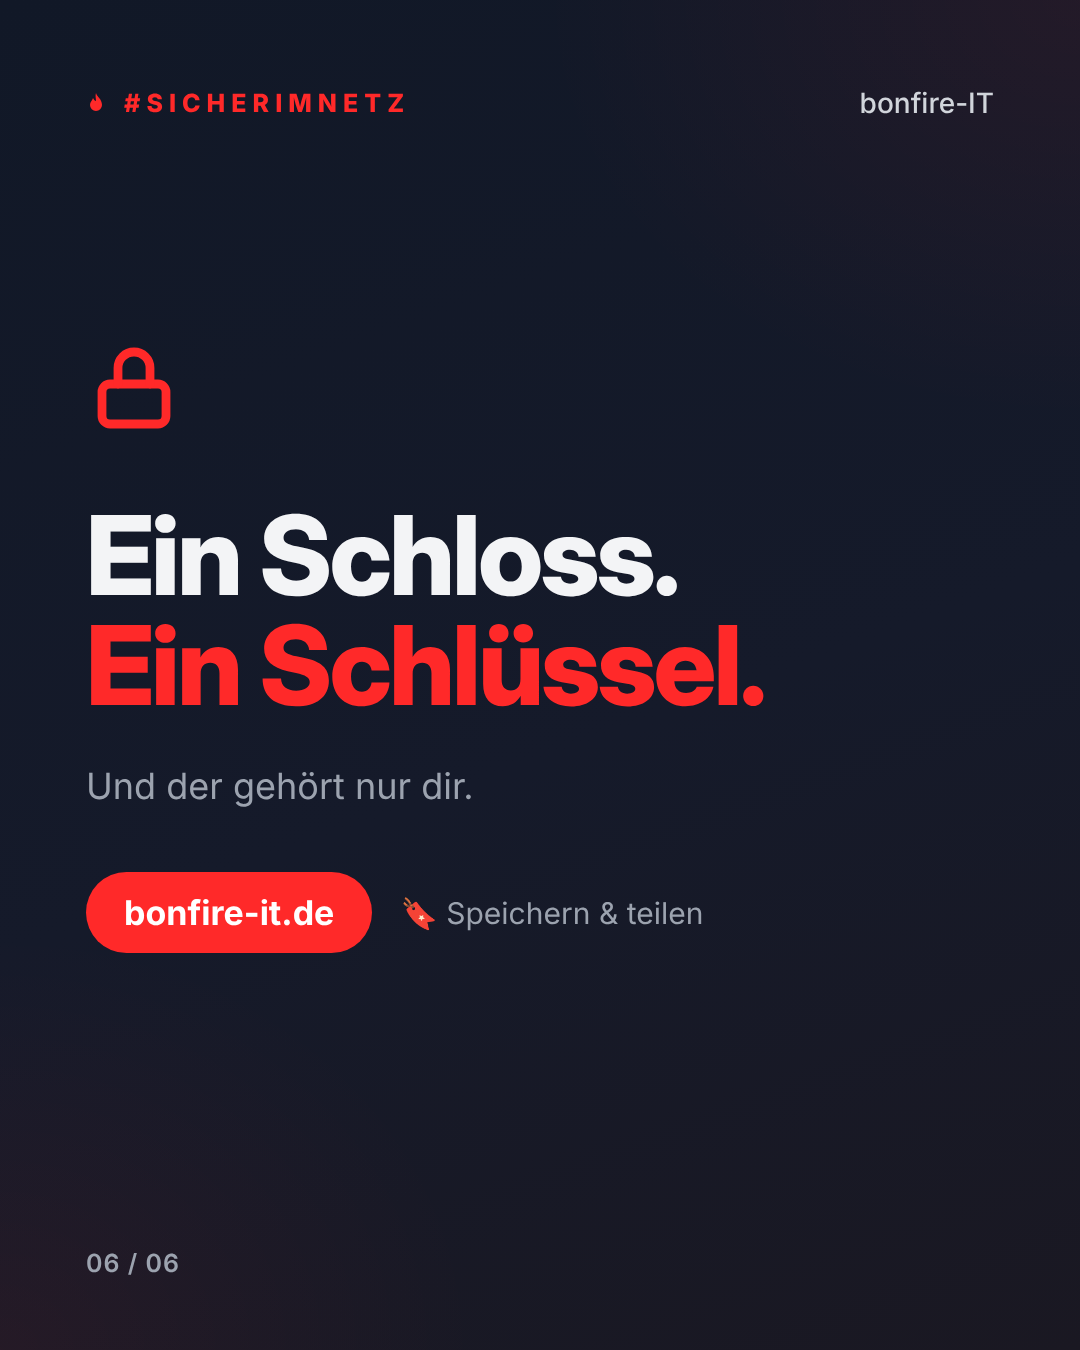 #SICHERIMNETZ
bonfire-IT
Ein Schloss.
Ein Schlüssel.
Und der gehört nur dir.
bonfire-it.de
🔖 Speichern & teilen
06 / 06